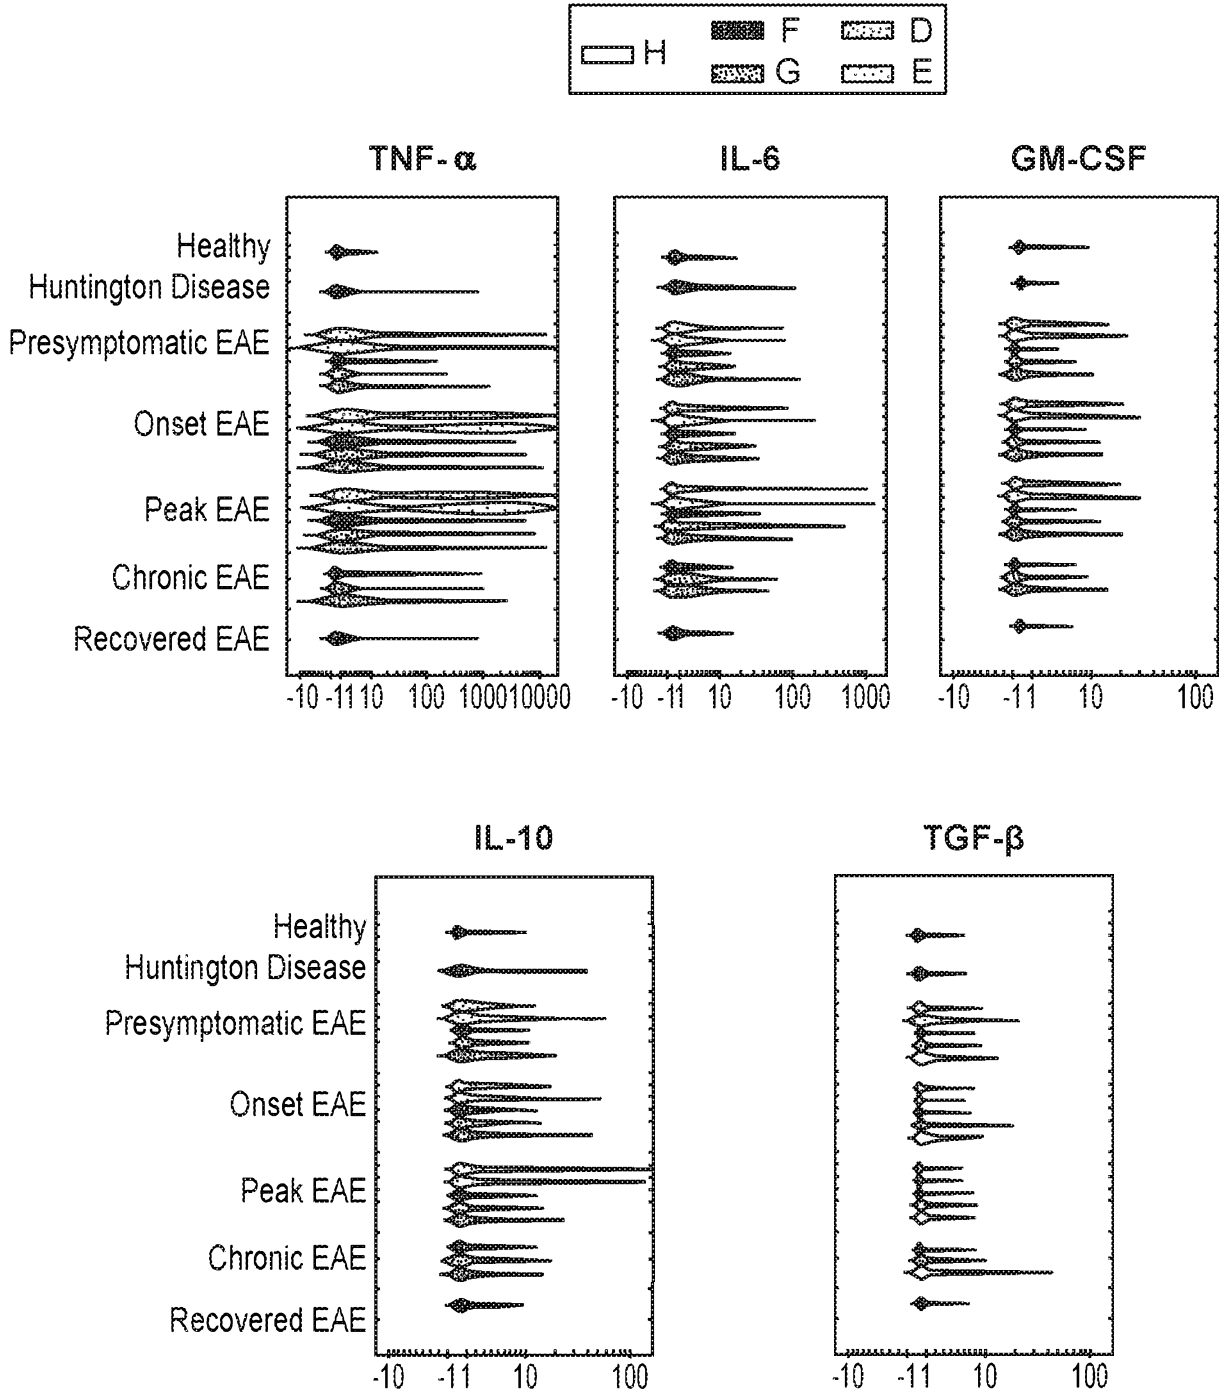 H F D
G E
TNF-α IL-6 GM-CSF
Healthy
Huntington Disease
Presymptomatic EAE
Onset EAE
Peak EAE
Chronic EAE
Recovered EAE
-10 -11 10 100 1000 10000 -10 -11 10 100 1000 -10 -11 10 100
IL-10 TGF-β
Healthy
Huntington Disease
Presymptomatic EAE
Onset EAE
Peak EAE
Chronic EAE
Recovered EAE
-10 -11 10 100 -10 -11 10 100